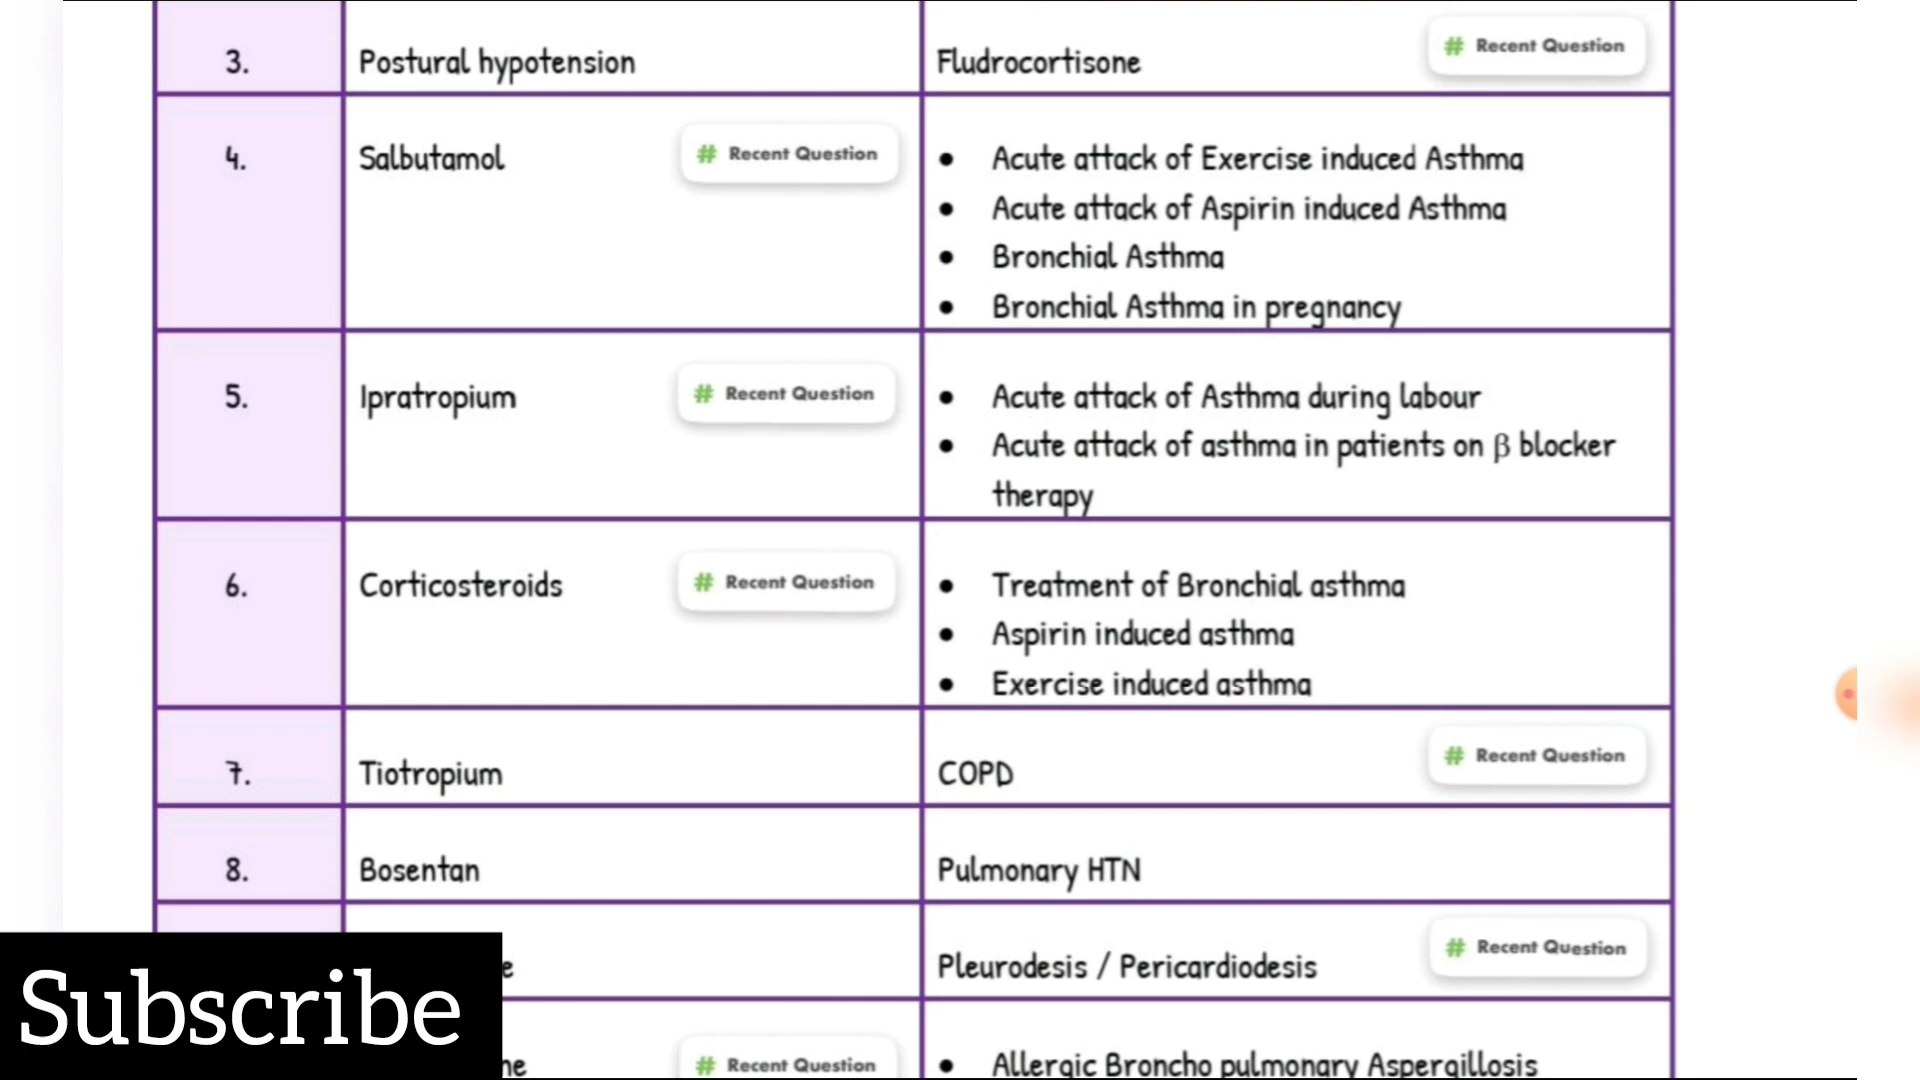 3. Postural hypotension Fludrocortisone # Recent Question
4. Salbutamol # Recent Question • Acute attack of Exercise induced Asthma
• Acute attack of Aspirin induced Asthma
• Bronchial Asthma
• Bronchial Asthma in pregnancy
5. Ipratropium # Recent Question • Acute attack of Asthma during labour
• Acute attack of asthma in patients on β blocker
therapy
6. Corticosteroids # Recent Question • Treatment of Bronchial asthma
• Aspirin induced asthma
• Exercise induced asthma
7. Tiotropium COPD # Recent Question
8. Bosentan Pulmonary HTN
Pleurodesis / Pericardiodesis # Recent Question
# Recent Question • Allergic Broncho pulmonary Aspergillosis
Subscribe